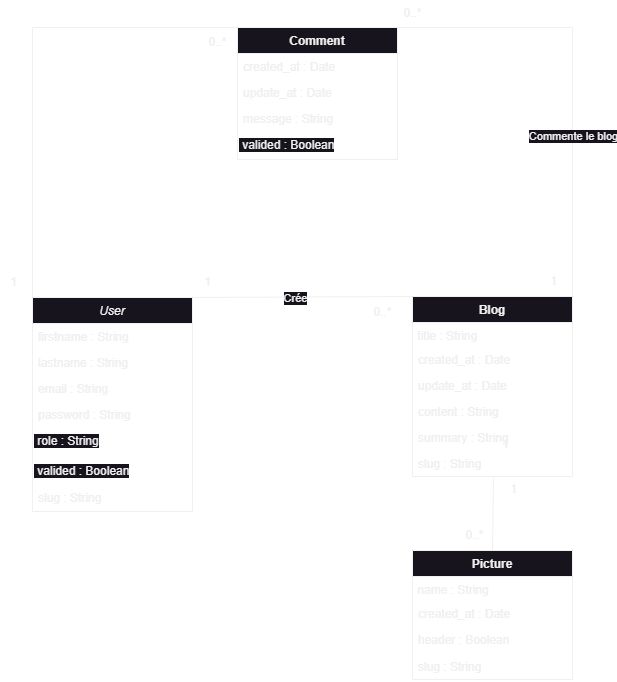 0..*
0..*
Comment
created_at : Date
update_at : Date
message : String
valided : Boolean
Commente le blog
1
1
1
Crée
0..*
User
firstname : String
lastname : String
email : String
password : String
role : String
valided : Boolean
slug : String
Blog
title : String
created_at : Date
update_at : Date
content : String
summary : String
1
slug : String
1
0..*
Picture
name : String
created_at : Date
header : Boolean
slug : String